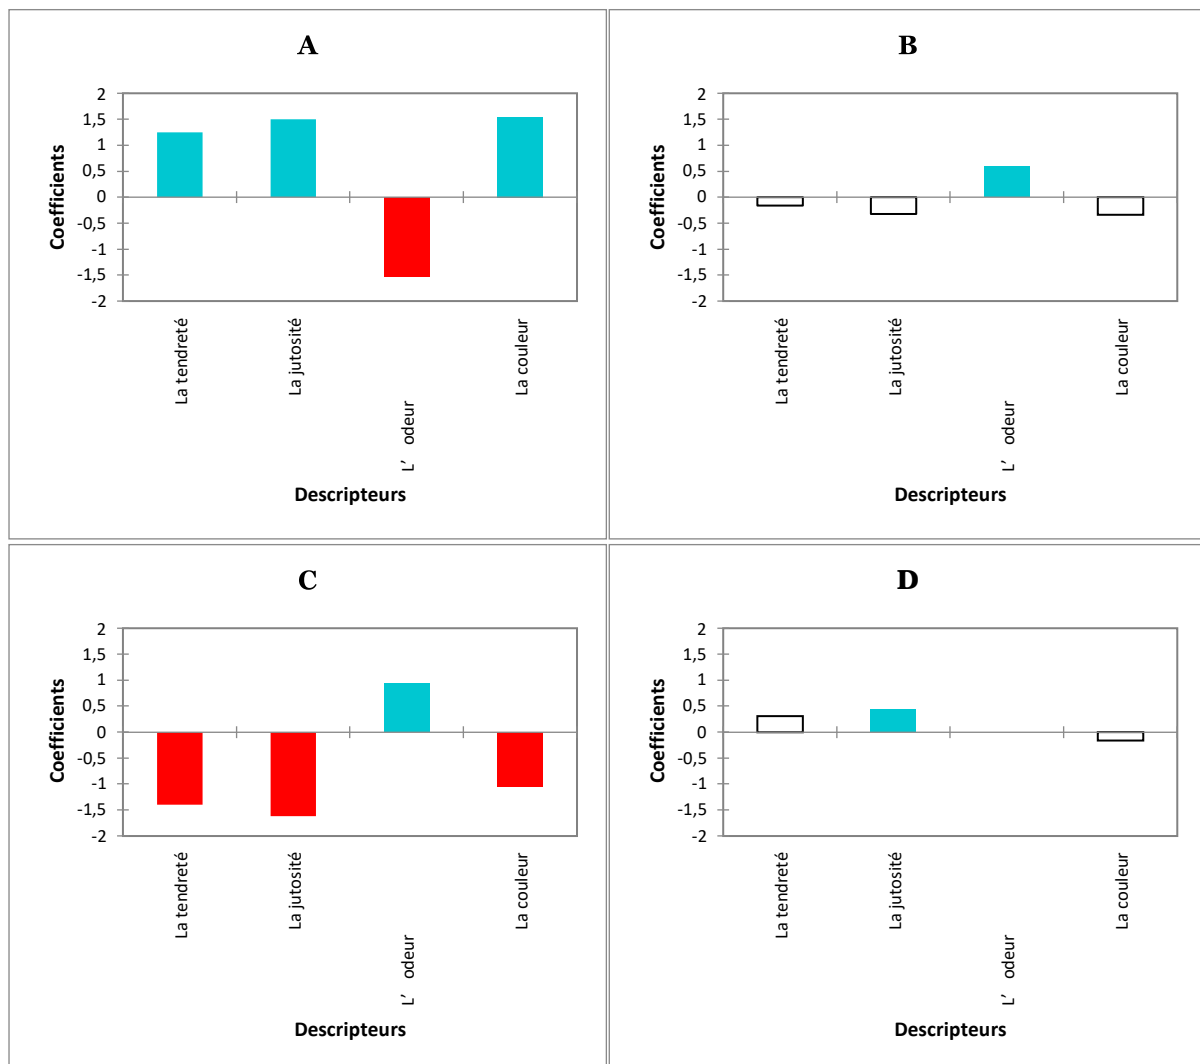 A
2
1,5
1
0,5
0
-0,5
-1
-1,5
-2
Coefficients
La tendreté
La jutosité
L’ odeur
La couleur
Descripteurs
B
2
1,5
1
0,5
0
-0,5
-1
-1,5
-2
Coefficients
La tendreté
La jutosité
L’ odeur
La couleur
Descripteurs
C
2
1,5
1
0,5
0
-0,5
-1
-1,5
-2
Coefficients
La tendreté
La jutosité
L’ odeur
La couleur
Descripteurs
D
2
1,5
1
0,5
0
-0,5
-1
-1,5
-2
Coefficients
La tendreté
La jutosité
L’ odeur
La couleur
Descripteurs